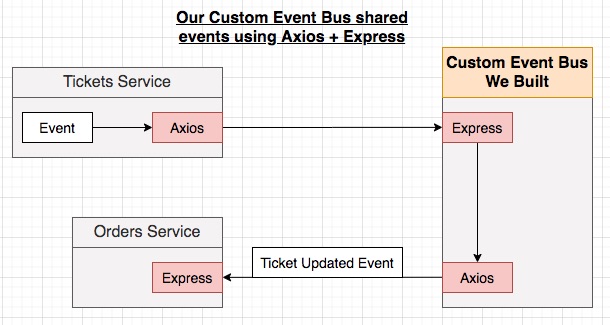 Our Custom Event Bus shared
events using Axios + Express
Custom Event Bus
We Built
Tickets Service
Event
Axios
Express
Orders Service
Express
Ticket Updated Event
Axios